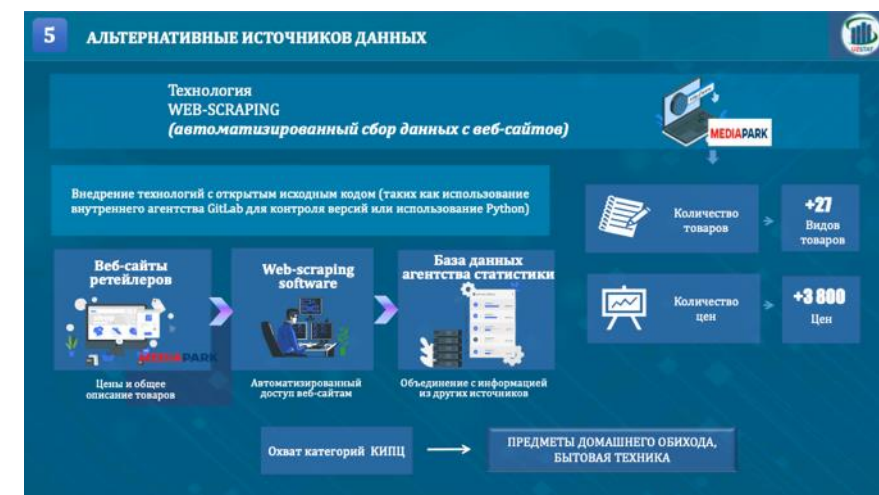 5
АЛЬТЕРНАТИВНЫЕ ИСТОЧНИКОВ ДАННЫХ
Технология
WEB-SCRAPING
(автоматизированный сбор данных с веб-сайтов)
MEDIAPARK
Внедрение технологий с открытым исходным кодом (таких как использование
внутреннего агентства GitLab для контроля версий или использование Python)
Количество
товаров
+27
Видов
товаров
Веб-сайты
ретейлеров
MEDIAPARK
Цены и общее
описание товаров
Web-scraping
software
Автоматизированный
доступ веб-сайтам
База данных
агентства статистики
Объединение с информацией
из других источников
Количество
цен
+3 800
Цен
Охват категорий КИПЦ
ПРЕДМЕТЫ ДОМАШНЕГО ОБИХОДА,
БЫТОВАЯ ТЕХНИКА